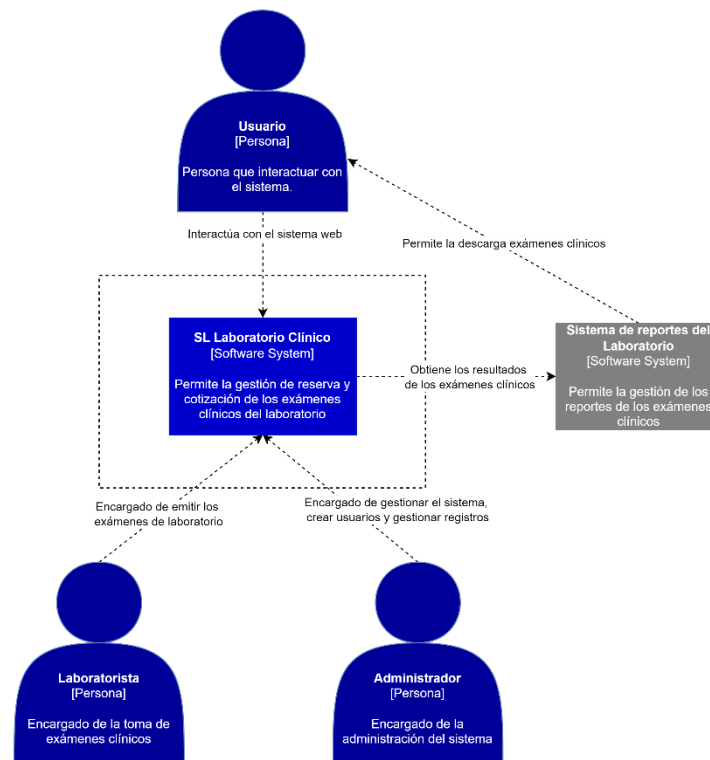 Usuario
[Persona]
Persona que interactuar con
el sistema.
Interactúa con el sistema web
Permite la descarga exámenes clínicos
SL Laboratorio Clínico
[Software System]
Permite la gestión de reserva y
cotización de los exámenes
clínicos del laboratorio
Obtiene los resultados
de los exámenes clínicos
Sistema de reportes del
Laboratorio
[Software System]
Permite la gestión de los
reportes de los exámenes
clínicos
Encargado de emitir los
exámenes de laboratorio
Encargado de gestionar el sistema,
crear usuarios y gestionar registros
Laboratorista
[Persona]
Encargado de la toma de
exámenes clínicos
Administrador
[Persona]
Encargado de la
administración del sistema